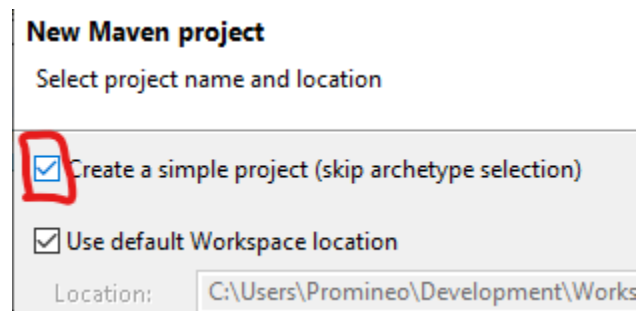 New Maven project
Select project name and location
Create a simple project (skip archetype selection)
Use default Workspace location
Location: C:\Users\Promineo\Development\Works